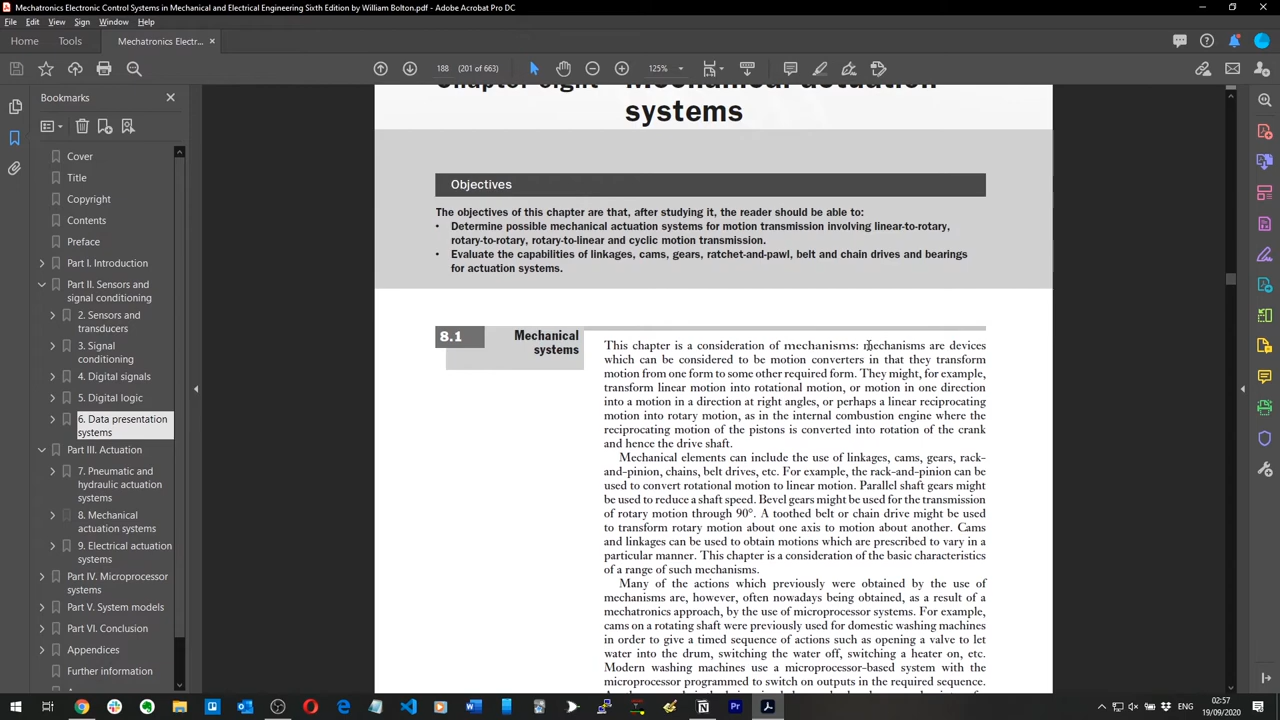 Mechatronics Electronic Control Systems in Mechanical and Electrical Engineering Sixth Edition by William Bolton.pdf - Adobe Acrobat Pro DC
File Edit View Sign Window Help
Home Tools Mechatronics Electr... ×
188 (201 of 663) 125%
Bookmarks
Cover
Title
Copyright
Contents
Preface
Part I. Introduction
Part II. Sensors and
signal conditioning
2. Sensors and
transducers
3. Signal
conditioning
4. Digital signals
5. Digital logic
6. Data presentation
systems
Part III. Actuation
7. Pneumatic and
hydraulic actuation
systems
8. Mechanical
actuation systems
9. Electrical actuation
systems
Part IV. Microprocessor
systems
Part V. System models
Part VI. Conclusion
Appendices
Further information
Chapter eight Mechanical actuation
systems
Objectives
The objectives of this chapter are that, after studying it, the reader should be able to:
• Determine possible mechanical actuation systems for motion transmission involving linear-to-rotary,
rotary-to-rotary, rotary-to-linear and cyclic motion transmission.
• Evaluate the capabilities of linkages, cams, gears, ratchet-and-pawl, belt and chain drives and bearings
for actuation systems.
8.1 Mechanical
systems
This chapter is a consideration of mechanisms: mechanisms are devices
which can be considered to be motion converters in that they transform
motion from one form to some other required form. They might, for example,
transform linear motion into rotational motion, or motion in one direction
into a motion in a direction at right angles, or perhaps a linear reciprocating
motion into rotary motion, as in the internal combustion engine where the
reciprocating motion of the pistons is converted into rotation of the crank
and hence the drive shaft.
Mechanical elements can include the use of linkages, cams, gears, rack-
and-pinion, chains, belt drives, etc. For example, the rack-and-pinion can be
used to convert rotational motion to linear motion. Parallel shaft gears might
be used to reduce a shaft speed. Bevel gears might be used for the transmission
of rotary motion through 90°. A toothed belt or chain drive might be used
to transform rotary motion about one axis to motion about another. Cams
and linkages can be used to obtain motions which are prescribed to vary in a
particular manner. This chapter is a consideration of the basic characteristics
of a range of such mechanisms.
Many of the actions which previously were obtained by the use of
mechanisms are, however, often nowadays being obtained, as a result of a
mechatronics approach, by the use of microprocessor systems. For example,
cams on a rotating shaft were previously used for domestic washing machines
in order to give a timed sequence of actions such as opening a valve to let
water into the drum, switching the water off, switching a heater on, etc.
Modern washing machines use a microprocessor-based system with the
microprocessor programmed to switch on outputs in the required sequence.
02:57
19/09/2020